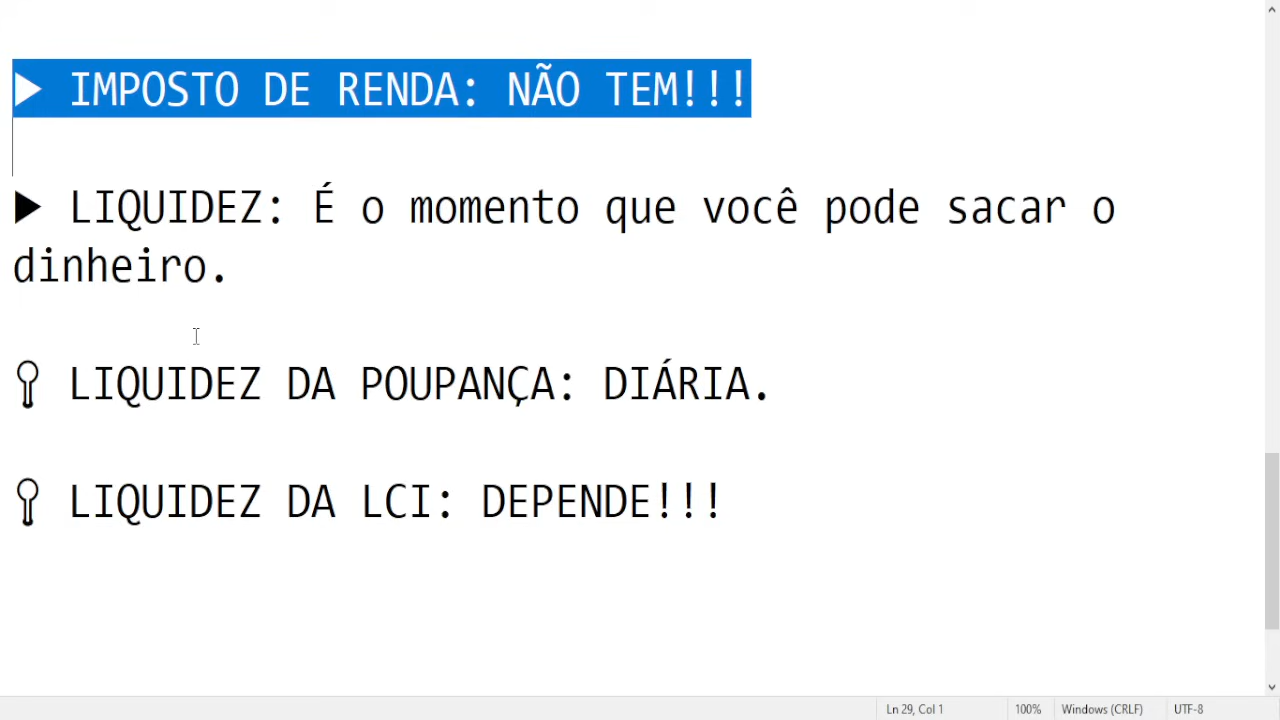 ▶ IMPOSTO DE RENDA: NÃO TEM!!!
▶ LIQUIDEZ: É o momento que você pode sacar o
dinheiro.
LIQUIDEZ DA POUPANÇA: DIÁRIA.
LIQUIDEZ DA LCI: DEPENDE!!!
Ln 29, Col 1 100% Windows (CRLF) UTF-8